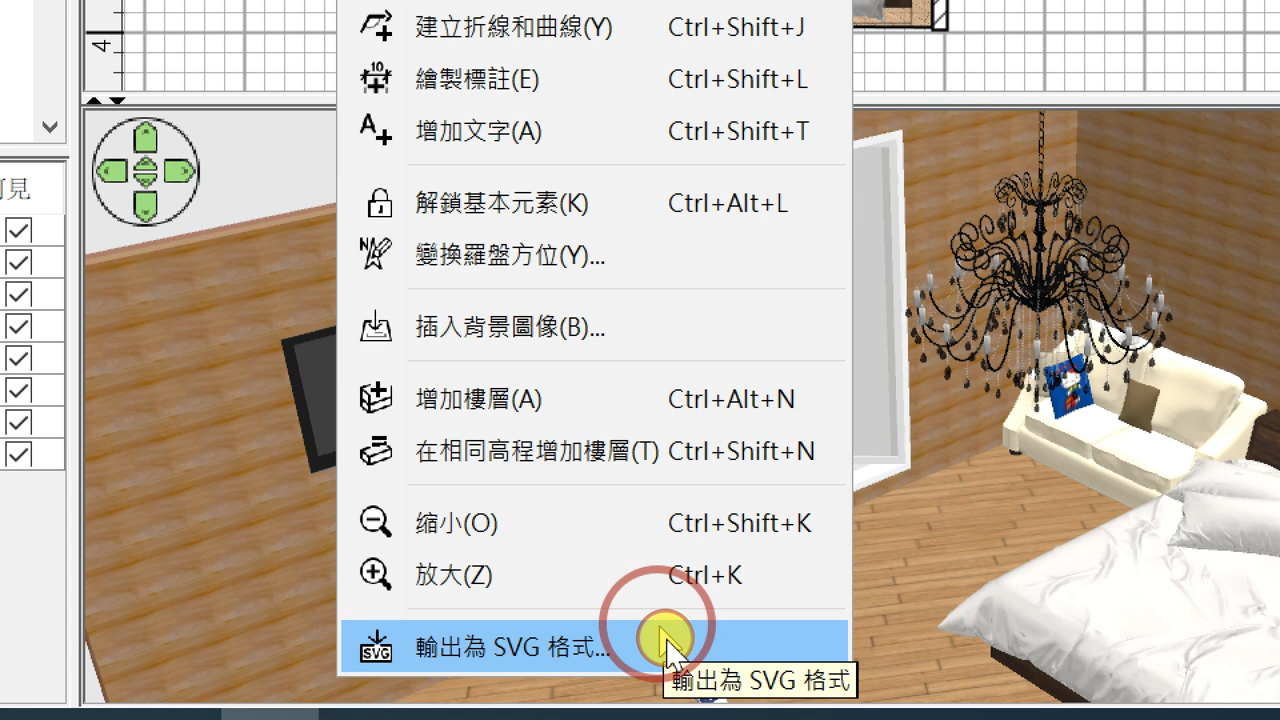 建立折線和曲線(Y) Ctrl+Shift+J
4
10
繪製標註(E) Ctrl+Shift+L
A
增加文字(A) Ctrl+Shift+T
可見
解鎖基本元素(K) Ctrl+Alt+L
N
變換羅盤方位(Y)...
插入背景圖像(B)...
增加樓層(A) Ctrl+Alt+N
在相同高程增加樓層(T) Ctrl+Shift+N
缩小(O) Ctrl+Shift+K
放大(Z) Ctrl+K
SVG
輸出為 SVG 格式...
輸出為 SVG 格式